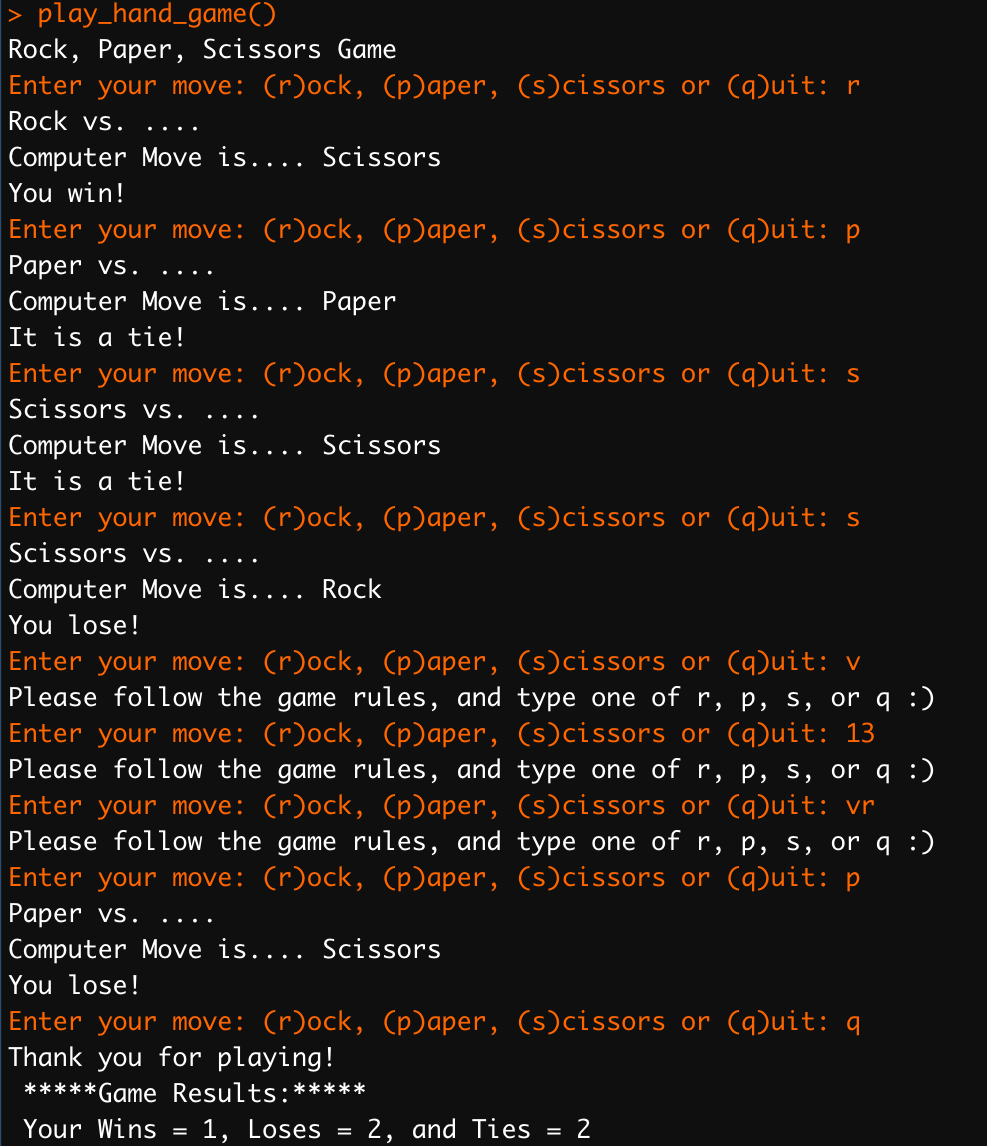 > play_hand_game()
Rock, Paper, Scissors Game
Enter your move: (r)ock, (p)aper, (s)cissors or (q)uit: r
Rock vs. ....
Computer Move is.... Scissors
You win!
Enter your move: (r)ock, (p)aper, (s)cissors or (q)uit: p
Paper vs. ....
Computer Move is.... Paper
It is a tie!
Enter your move: (r)ock, (p)aper, (s)cissors or (q)uit: s
Scissors vs. ....
Computer Move is.... Scissors
It is a tie!
Enter your move: (r)ock, (p)aper, (s)cissors or (q)uit: s
Scissors vs. ....
Computer Move is.... Rock
You lose!
Enter your move: (r)ock, (p)aper, (s)cissors or (q)uit: v
Please follow the game rules, and type one of r, p, s, or q :)
Enter your move: (r)ock, (p)aper, (s)cissors or (q)uit: 13
Please follow the game rules, and type one of r, p, s, or q :)
Enter your move: (r)ock, (p)aper, (s)cissors or (q)uit: vr
Please follow the game rules, and type one of r, p, s, or q :)
Enter your move: (r)ock, (p)aper, (s)cissors or (q)uit: p
Paper vs. ....
Computer Move is.... Scissors
You lose!
Enter your move: (r)ock, (p)aper, (s)cissors or (q)uit: q
Thank you for playing!
 *****Game Results:*****
 Your Wins = 1, Loses = 2, and Ties = 2